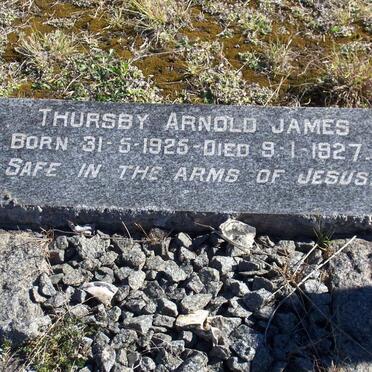 THURSBY ARNOLD JAMES
BORN 31-5-1925-DIED 9-1-1927.
SAFE IN THE ARMS OF JESUS.